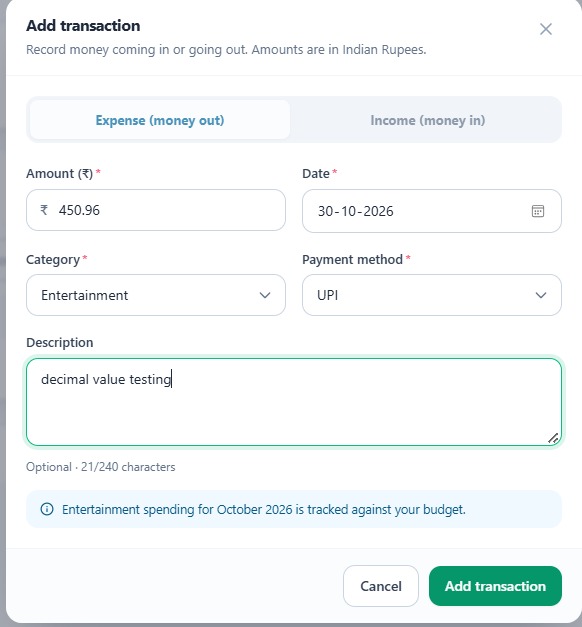 Add transaction
Record money coming in or going out. Amounts are in Indian Rupees.
Expense (money out) Income (money in)
Amount (₹) * Date *
₹ 450.96 30-10-2026
Category * Payment method *
Entertainment UPI
Description
decimal value testing
Optional · 21/240 characters
Entertainment spending for October 2026 is tracked against your budget.
Cancel Add transaction